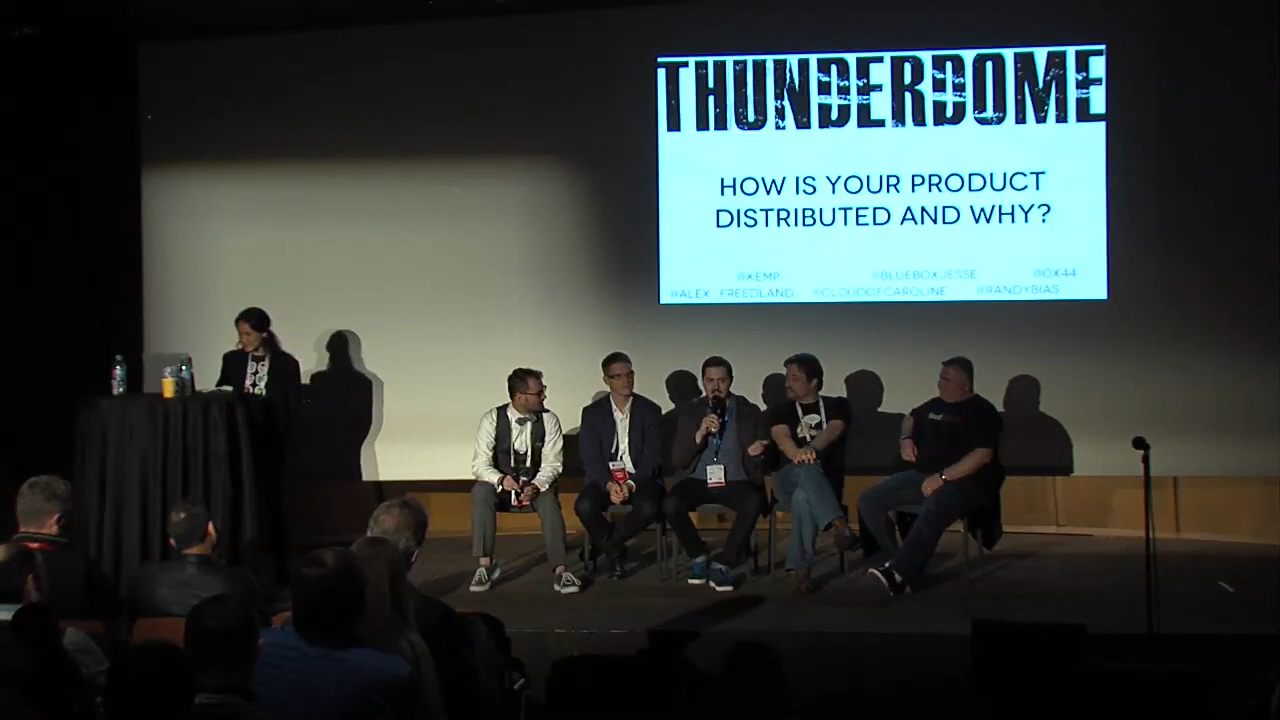 THUNDERDOME
HOW IS YOUR PRODUCT
DISTRIBUTED AND WHY?
@KEMP @BLUEBOXJESSE @0X44
@ALEX_FREEDLAND @CLOUDOFCAROLINE @RANDYBIAS